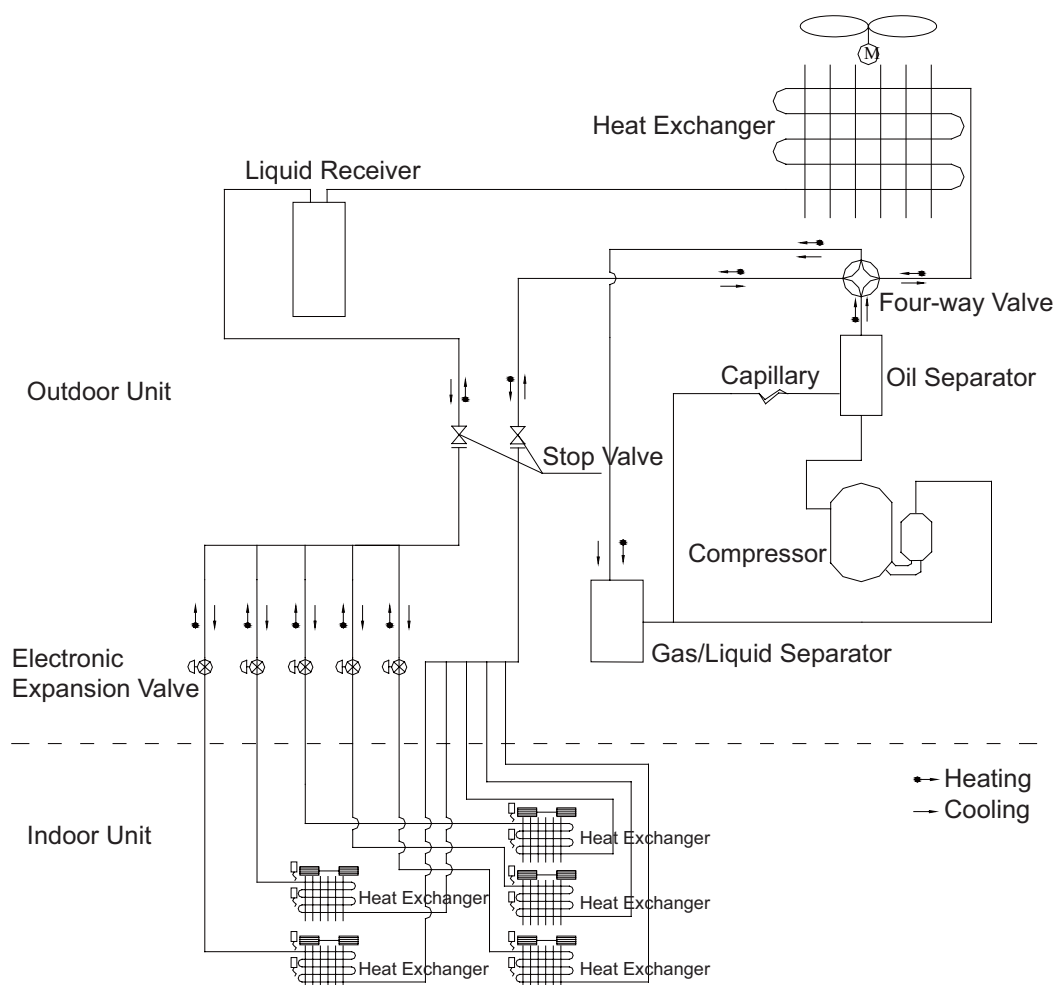 M
Heat Exchanger
Liquid Receiver
Four-way Valve
Outdoor Unit
Capillary
Oil Separator
Stop Valve
Compressor
Gas/Liquid Separator
Electronic
Expansion Valve
Heating
Cooling
Indoor Unit
Heat Exchanger
Heat Exchanger
Heat Exchanger
Heat Exchanger
Heat Exchanger